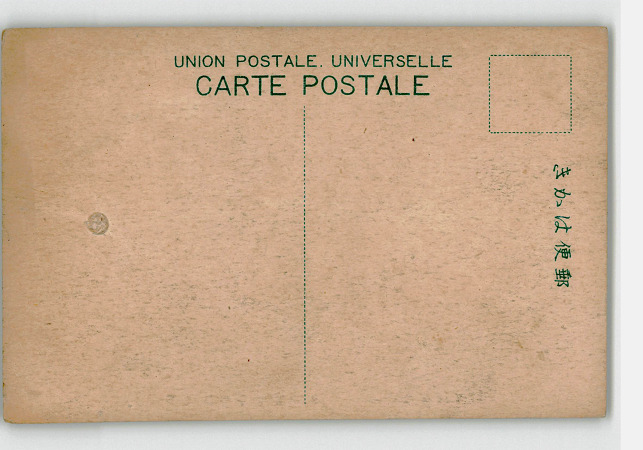 UNION POSTALE. UNIVERSELLE
CARTE POSTALE
きかは便郵